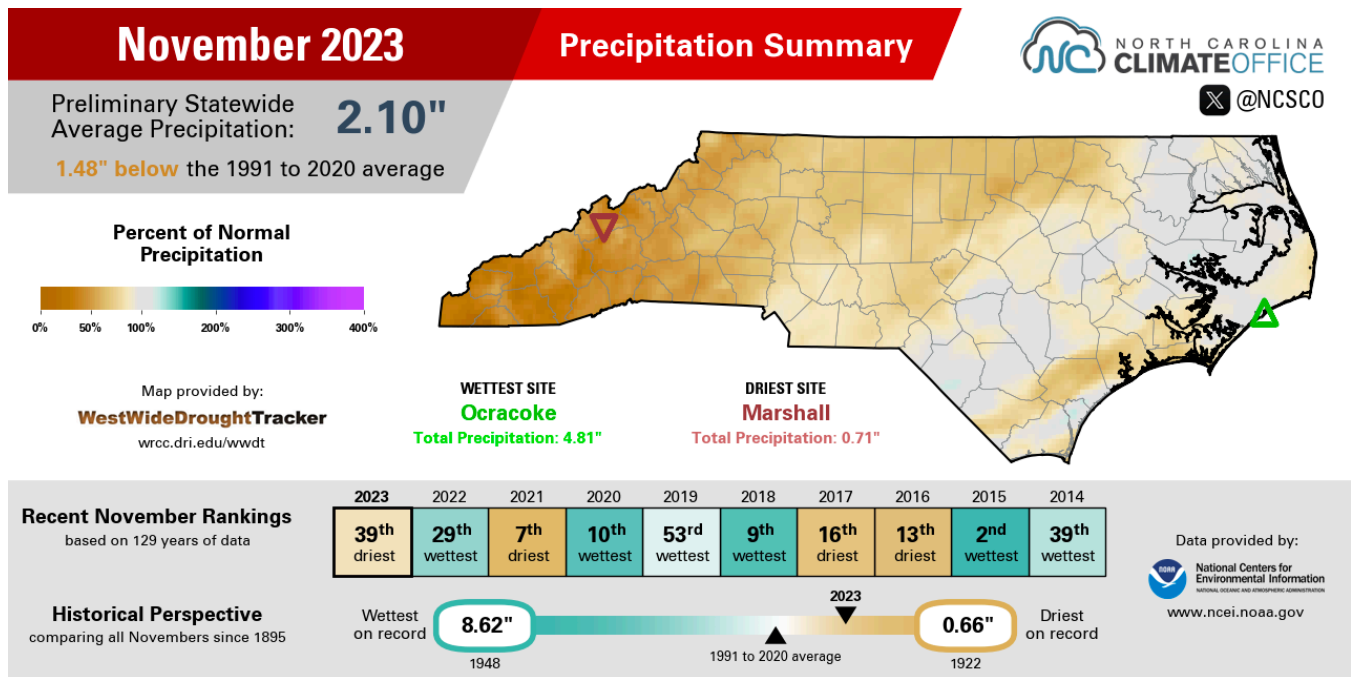 November 2023
Precipitation Summary
NORTH CAROLINA
NC CLIMATEOFFICE
@NCSCO
Preliminary Statewide
Average Precipitation:
2.10"
1.48" below the 1991 to 2020 average
Percent of Normal
Precipitation
0% 50% 100% 200% 300% 400%
Map provided by:
WestWideDroughtTracker
wrcc.dri.edu/wwdt
WETTEST SITE
Ocracoke
Total Precipitation: 4.81"
DRIEST SITE
Marshall
Total Precipitation: 0.71"
Recent November Rankings
based on 129 years of data
2023 2022 2021 2020 2019 2018 2017 2016 2015 2014
39th 29th 7th 10th 53rd 9th 16th 13th 2nd 39th
driest wettest driest wettest wettest wettest driest driest wettest wettest
Data provided by:
NOAA
National Centers for
Environmental Information
NATIONAL OCEANIC AND ATMOSPHERIC ADMINISTRATION
www.ncei.noaa.gov
Historical Perspective
comparing all Novembers since 1895
Wettest
on record
8.62"
1948
2023
1991 to 2020 average
0.66"
1922
Driest
on record